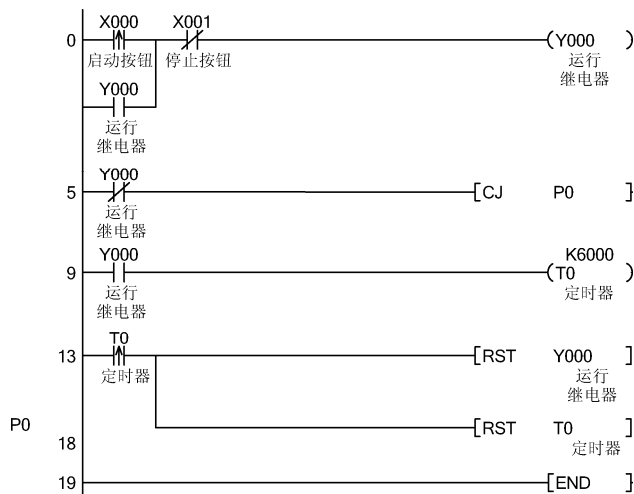 X000 X001
0 (Y000 )
启动按钮 停止按钮 运行
继电器
Y000
运行
继电器
Y000
5 [CJ P0 ]
运行
继电器
Y000 K6000
9 (T0 )
运行 定时器
继电器
T0
13 [RST Y000 ]
定时器 运行
继电器
P0 [RST T0 ]
18 定时器
19 [END ]